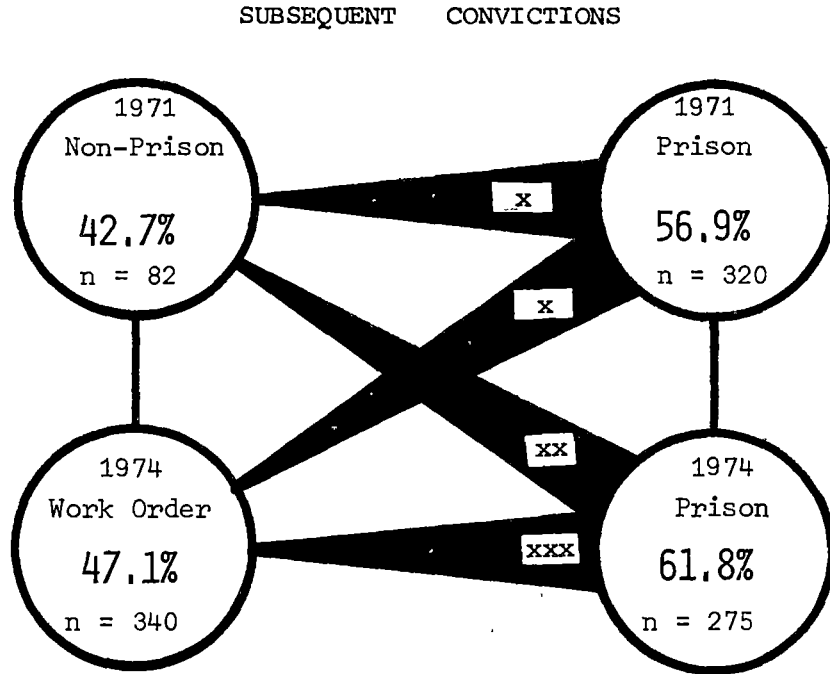 SUBSEQUENT CONVICTIONS
1971
Non-Prison
42.7%
n = 82
1971
Prison
56.9%
n = 320
x
x
xx
xxx
1974
Work Order
47.1%
n = 340
1974
Prison
61.8%
n = 275